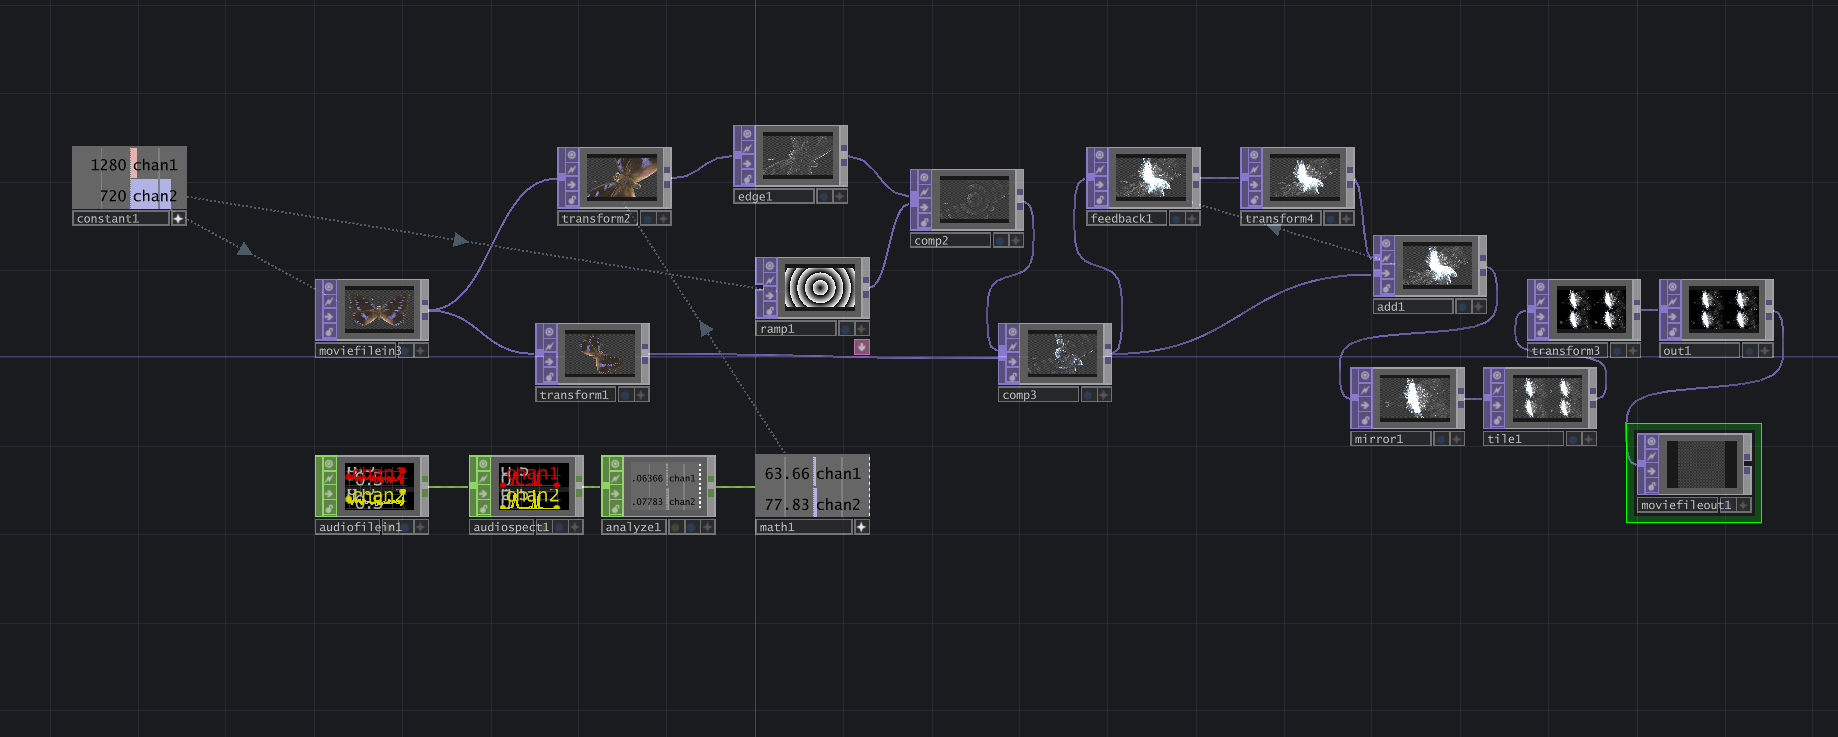 1280 chan1
720 chan2
constant1
moviefilein3
transform2
edge1
comp2
ramp1
transform1
comp3
feedback1
transform4
add1
transform3
out1
mirror1
tile1
moviefileout1
chan2
audiofilein1
chan1
chan2
audiospect1
.06366 chan1
.07783 chan2
analyze1
63.66 chan1
77.83 chan2
math1